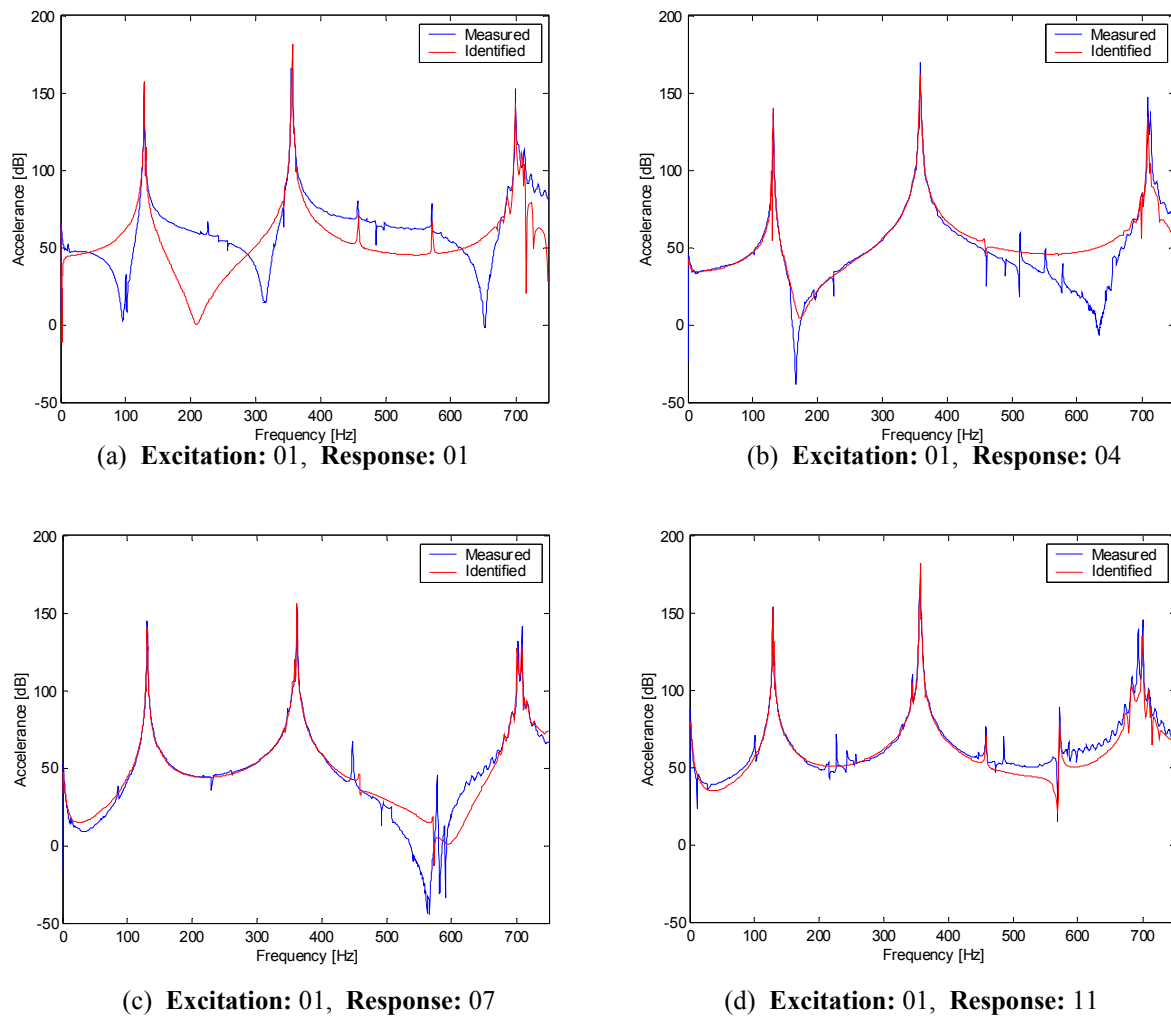 200
150
100
50
0
-50
Accelerance [dB]
Measured
Identified
0 100 200 300 400 500 600 700
Frequency [Hz]
(a) Excitation: 01, Response: 01
200
150
100
50
0
-50
Accelerance [dB]
Measured
Identified
0 100 200 300 400 500 600 700
Frequency [Hz]
(b) Excitation: 01, Response: 04
200
150
100
50
0
-50
Accelerance [dB]
Measured
Identified
0 100 200 300 400 500 600 700
Frequency [Hz]
(c) Excitation: 01, Response: 07
200
150
100
50
0
-50
Accelerance [dB]
Measured
Identified
0 100 200 300 400 500 600 700
Frequency [Hz]
(d) Excitation: 01, Response: 11